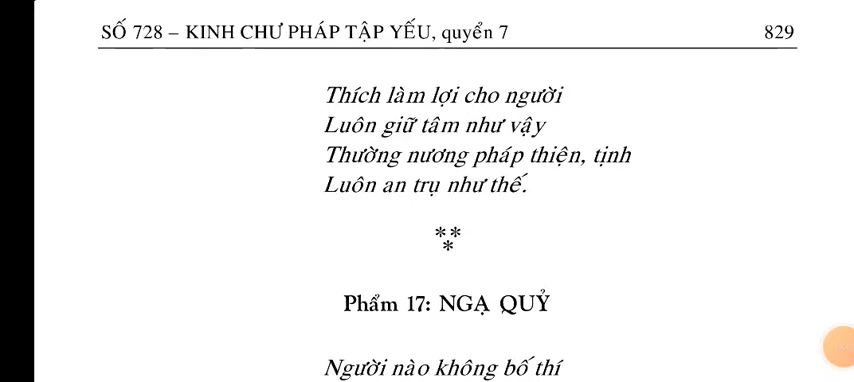 SỐ 728 – KINH CHƯ PHÁP TẬP YẾU, quyển 7 829
Thích làm lợi cho người
Luôn giữ tâm như vậy
Thường nương pháp thiện, tịnh
Luôn an trụ như thế.
**
*
Phẩm 17: NGẠ QUỶ
Người nào không bố thí